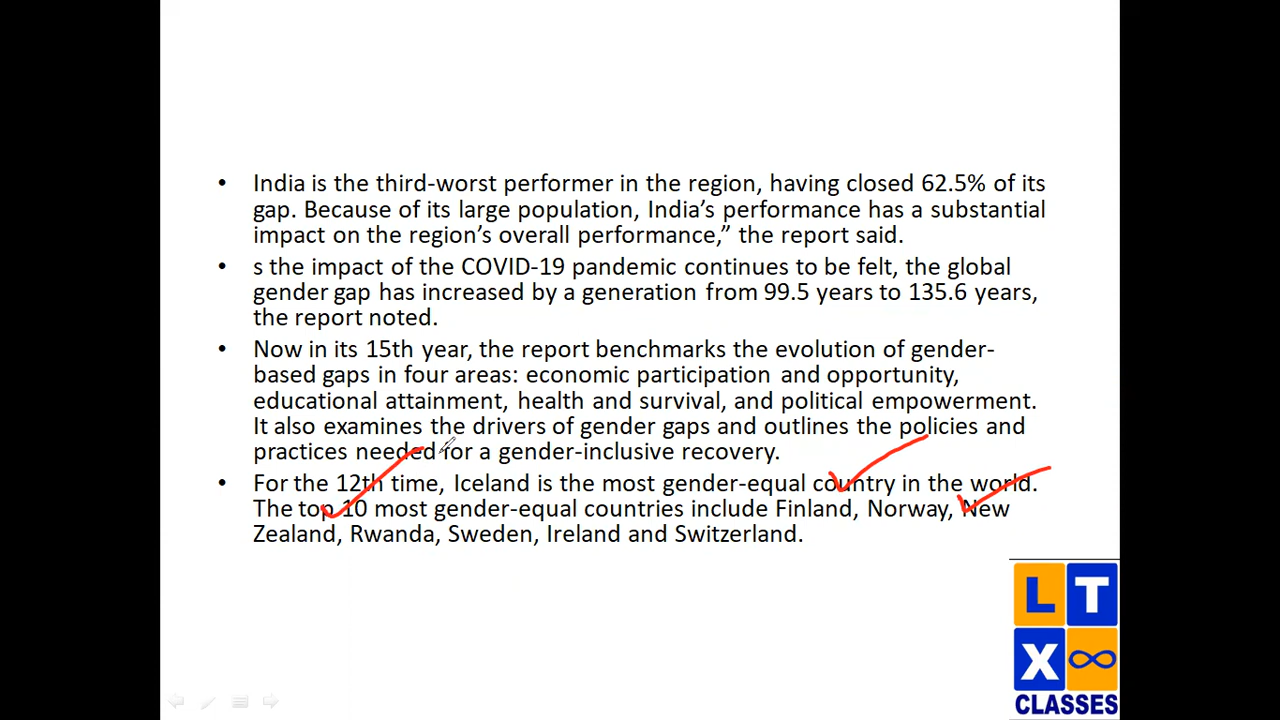 • India is the third-worst performer in the region, having closed 62.5% of its
gap. Because of its large population, India’s performance has a substantial
impact on the region’s overall performance,” the report said.
• s the impact of the COVID-19 pandemic continues to be felt, the global
gender gap has increased by a generation from 99.5 years to 135.6 years,
the report noted.
• Now in its 15th year, the report benchmarks the evolution of gender-
based gaps in four areas: economic participation and opportunity,
educational attainment, health and survival, and political empowerment.
It also examines the drivers of gender gaps and outlines the policies and
practices needed for a gender-inclusive recovery.
• For the 12th time, Iceland is the most gender-equal country in the world.
The top 10 most gender-equal countries include Finland, Norway, New
Zealand, Rwanda, Sweden, Ireland and Switzerland.
L T
X ∞
CLASSES